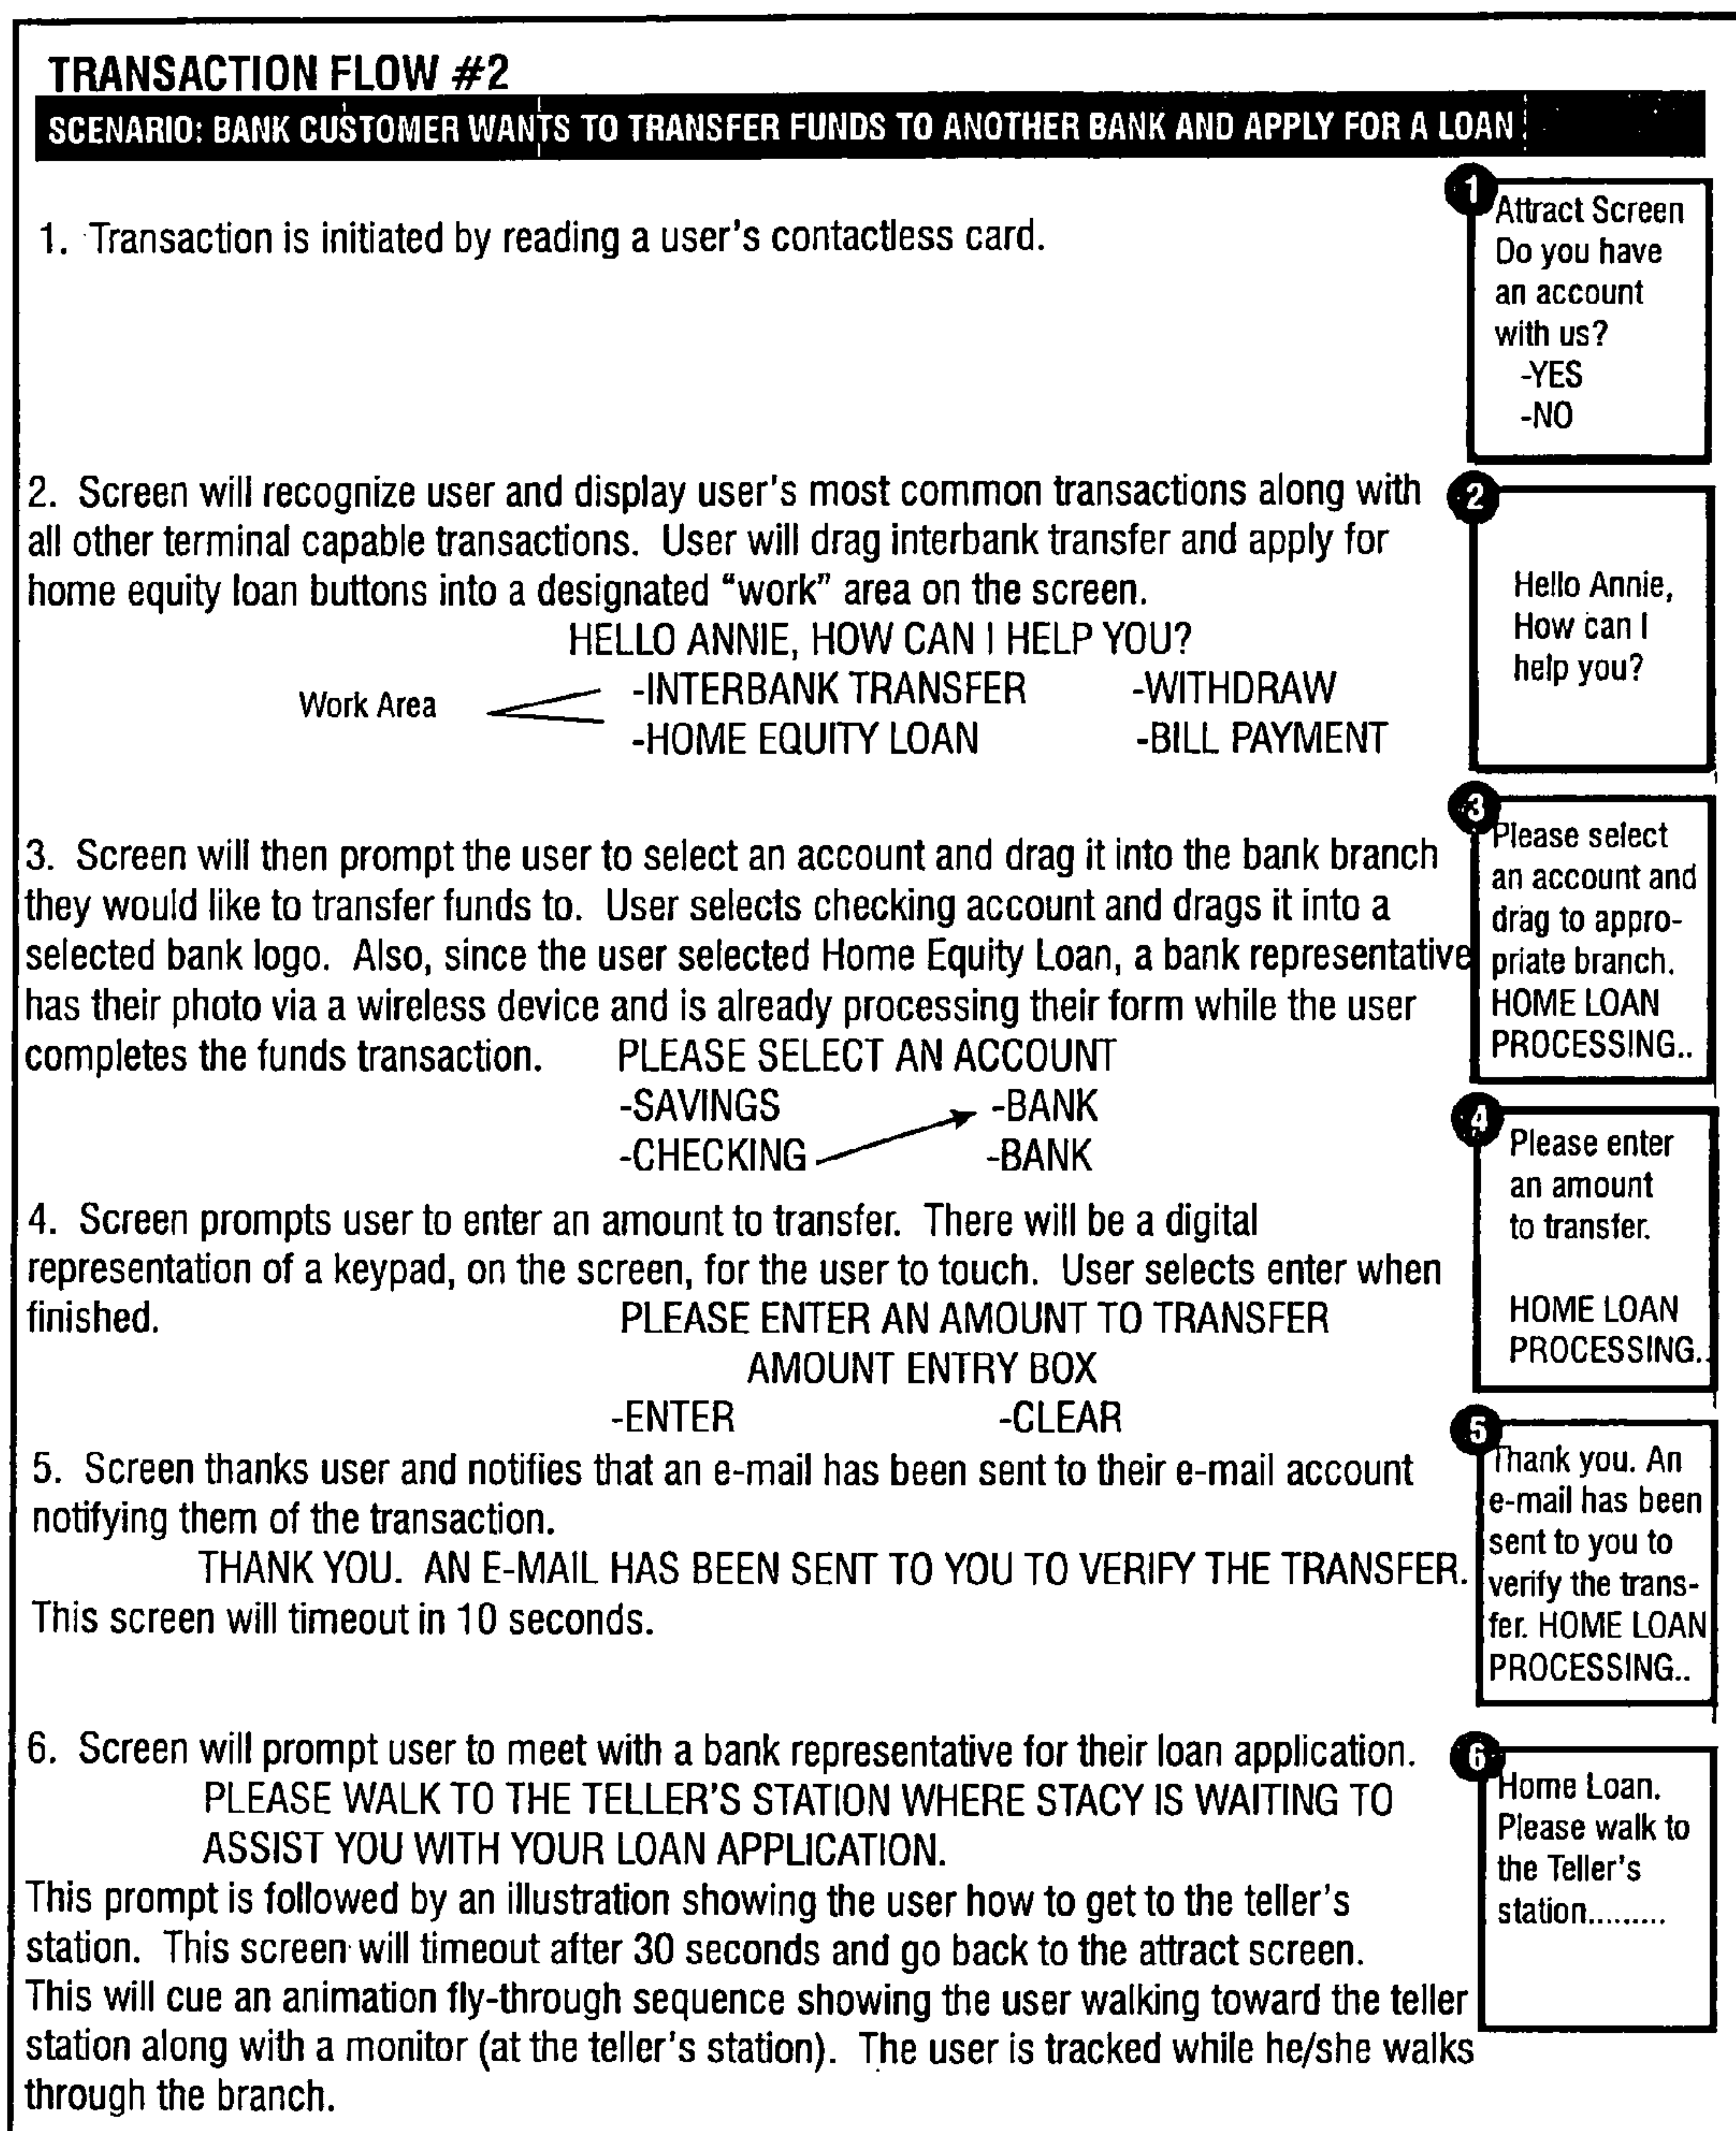 TRANSACTION FLOW #2
SCENARIO: BANK CUSTOMER WANTS TO TRANSFER FUNDS TO ANOTHER BANK AND APPLY FOR A LOAN
1. Transaction is initiated by reading a user's contactless card.
1
Attract Screen
Do you have
an account
with us?
-YES
-NO
2. Screen will recognize user and display user's most common transactions along with
all other terminal capable transactions. User will drag interbank transfer and apply for
home equity loan buttons into a designated “work” area on the screen.
HELLO ANNIE, HOW CAN I HELP YOU?
Work Area
-INTERBANK TRANSFER -WITHDRAW
-HOME EQUITY LOAN -BILL PAYMENT
2
Hello Annie,
How can I
help you?
3. Screen will then prompt the user to select an account and drag it into the bank branch
they would like to transfer funds to. User selects checking account and drags it into a
selected bank logo. Also, since the user selected Home Equity Loan, a bank representative
has their photo via a wireless device and is already processing their form while the user
completes the funds transaction. PLEASE SELECT AN ACCOUNT
-SAVINGS -BANK
-CHECKING -BANK
3
Please select
an account and
drag to appro-
priate branch.
HOME LOAN
PROCESSING..
4. Screen prompts user to enter an amount to transfer. There will be a digital
representation of a keypad, on the screen, for the user to touch. User selects enter when
finished. PLEASE ENTER AN AMOUNT TO TRANSFER
AMOUNT ENTRY BOX
-ENTER -CLEAR
4
Please enter
an amount
to transfer.
HOME LOAN
PROCESSING..
5. Screen thanks user and notifies that an e-mail has been sent to their e-mail account
notifying them of the transaction.
THANK YOU. AN E-MAIL HAS BEEN SENT TO YOU TO VERIFY THE TRANSFER.
This screen will timeout in 10 seconds.
5
Thank you. An
e-mail has been
sent to you to
verify the trans-
fer. HOME LOAN
PROCESSING..
6. Screen will prompt user to meet with a bank representative for their loan application.
PLEASE WALK TO THE TELLER'S STATION WHERE STACY IS WAITING TO
ASSIST YOU WITH YOUR LOAN APPLICATION.
This prompt is followed by an illustration showing the user how to get to the teller's
station. This screen will timeout after 30 seconds and go back to the attract screen.
This will cue an animation fly-through sequence showing the user walking toward the teller
station along with a monitor (at the teller's station). The user is tracked while he/she walks
through the branch.
6
Home Loan.
Please walk to
the Teller's
station.........